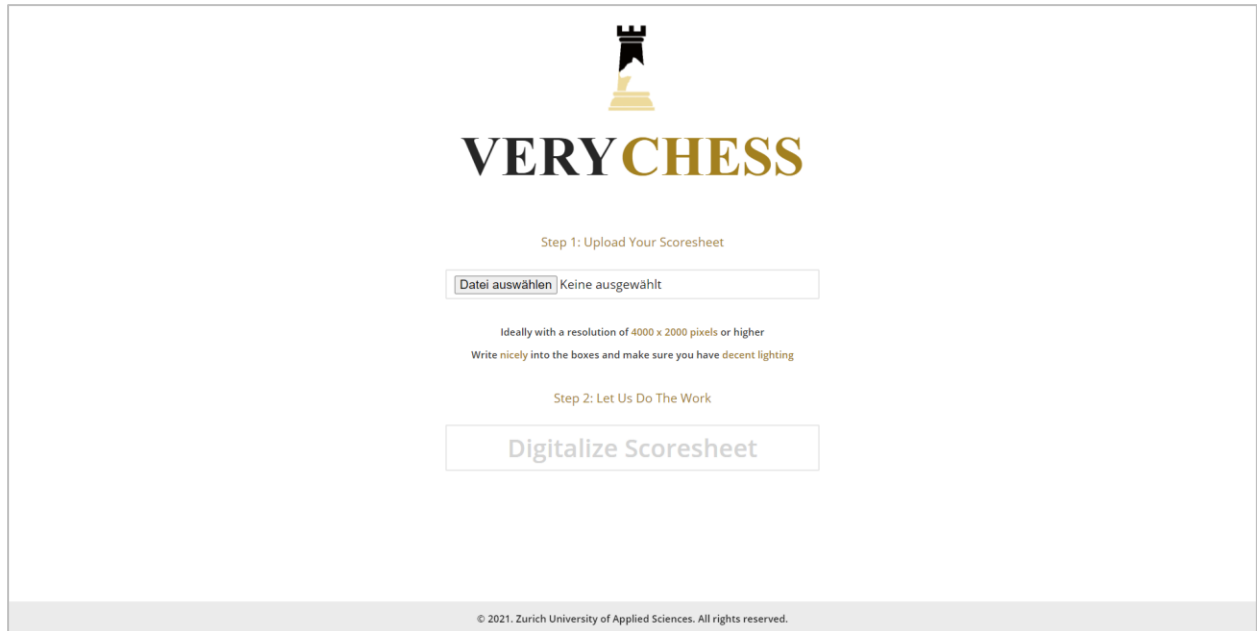 VERYCHESS
Step 1: Upload Your Scoresheet
Datei auswählen Keine ausgewählt
Ideally with a resolution of 4000 x 2000 pixels or higher
Write nicely into the boxes and make sure you have decent lighting
Step 2: Let Us Do The Work
Digitalize Scoresheet
© 2021. Zurich University of Applied Sciences. All rights reserved.